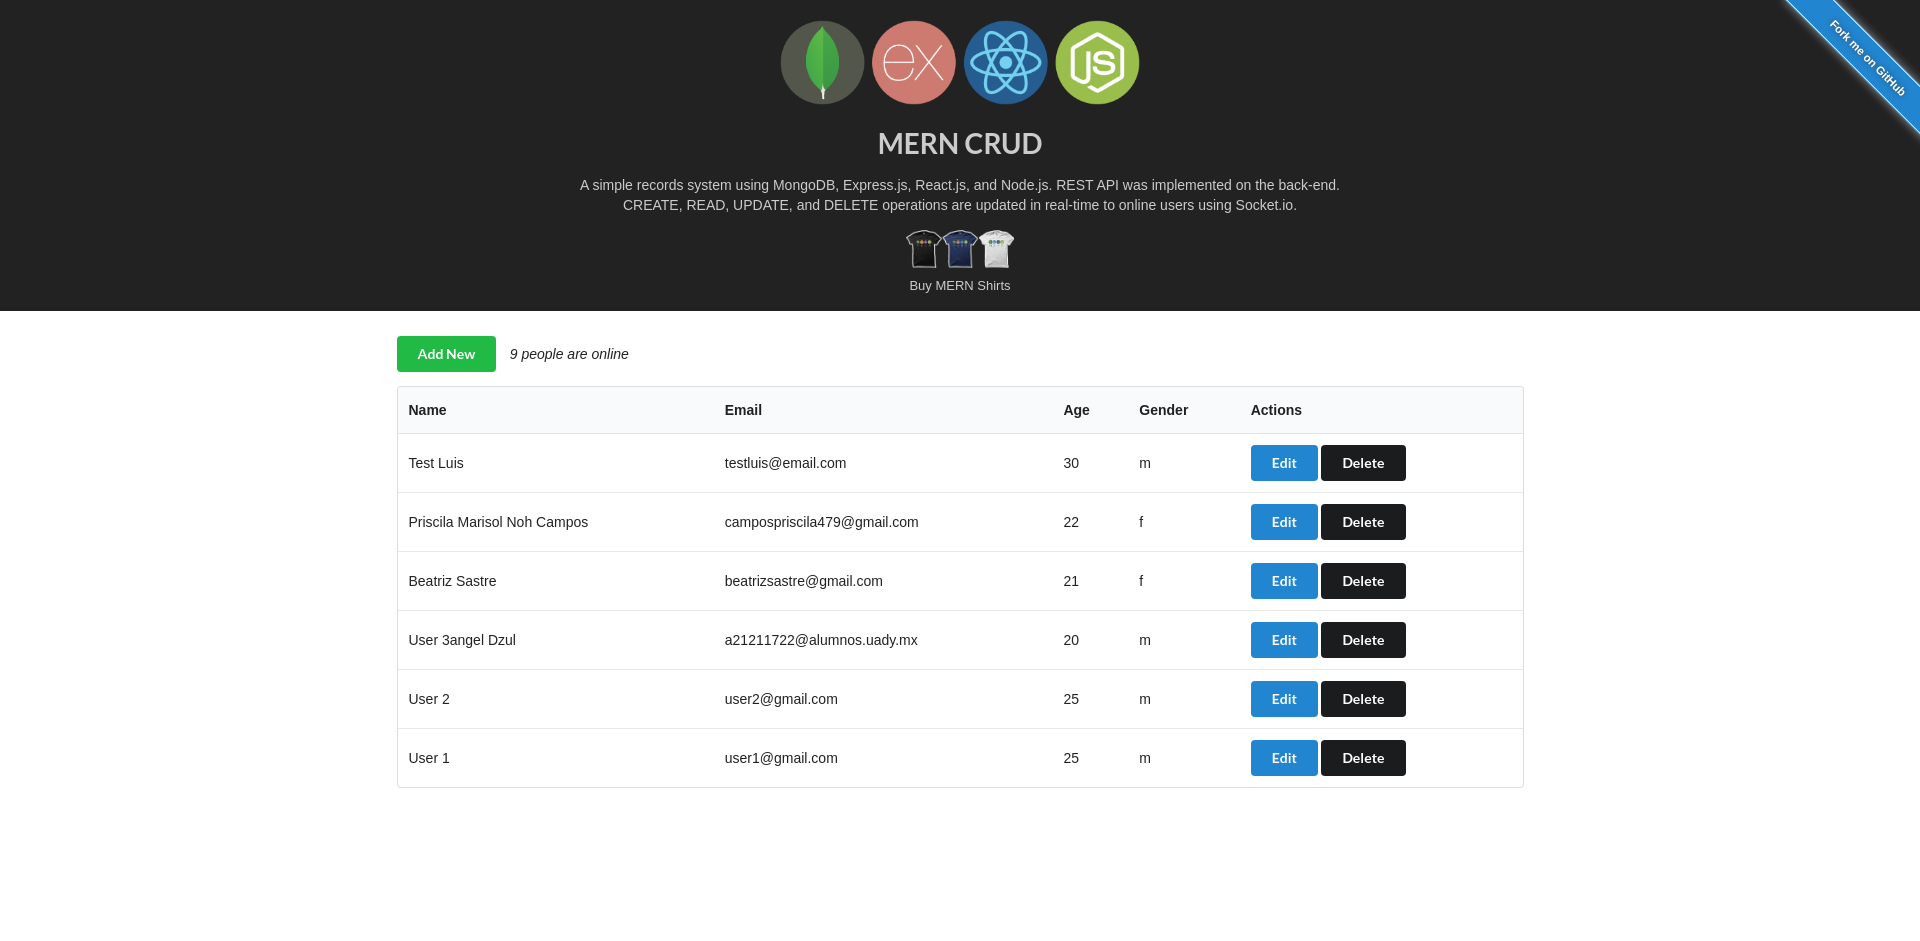 ex
JS
Fork me on GitHub
MERN CRUD
A simple records system using MongoDB, Express.js, React.js, and Node.js. REST API was implemented on the back-end.
CREATE, READ, UPDATE, and DELETE operations are updated in real-time to online users using Socket.io.
Buy MERN Shirts
Add New 9 people are online
Name Email Age Gender Actions
Test Luis testluis@email.com 30 m Edit Delete
Priscila Marisol Noh Campos campospriscila479@gmail.com 22 f Edit Delete
Beatriz Sastre beatrizsastre@gmail.com 21 f Edit Delete
User 3angel Dzul a21211722@alumnos.uady.mx 20 m Edit Delete
User 2 user2@gmail.com 25 m Edit Delete
User 1 user1@gmail.com 25 m Edit Delete